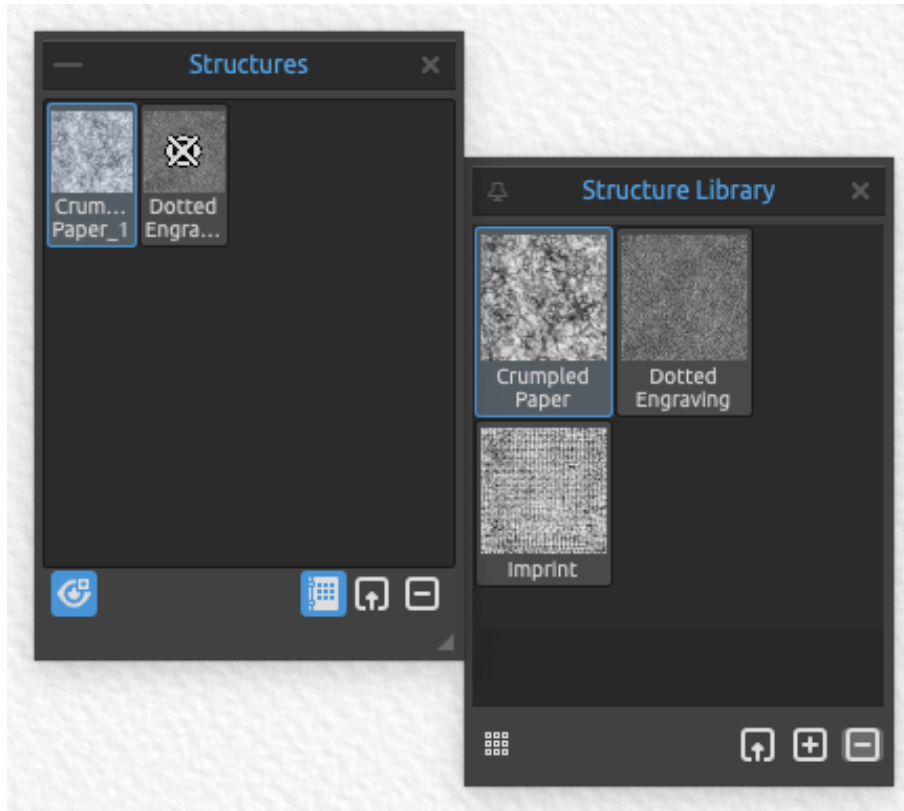 Structures
Crum... Dotted
Paper_1 Engra...
Structure Library
Crumpled Dotted
Paper Engraving
Imprint